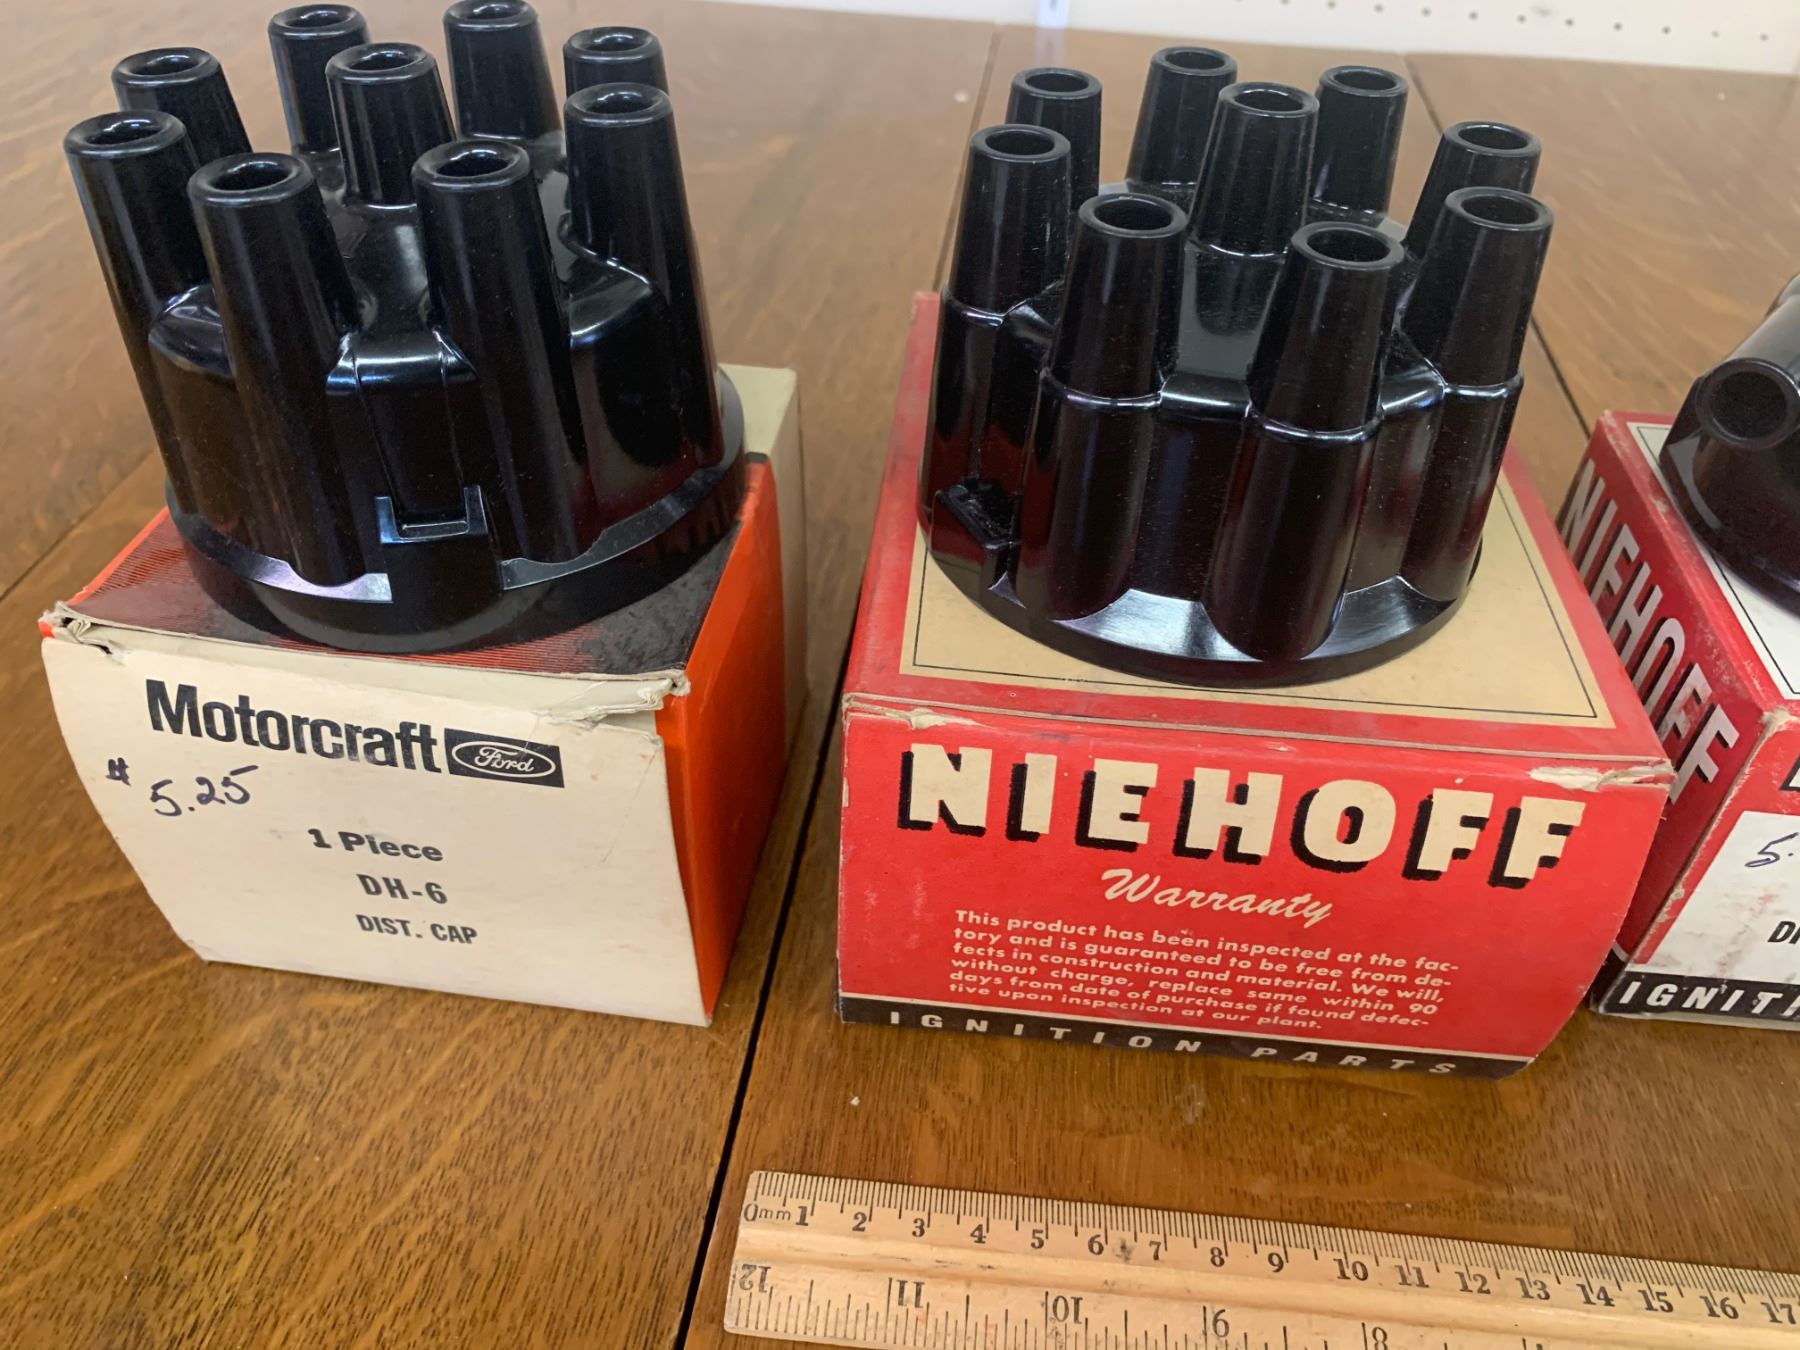 Motorcraft Ford
# 5.25
1 Piece
DH-6
DIST. CAP
NIEHOFF
Warranty
This product has been inspected at the fac-
tory and is guaranteed to be free from de-
fects in construction and material. We will,
without charge, replace same within 90
days from date of purchase if found defec-
tive upon inspection at our plant.
IGNITION PARTS
NIEHOFF
5.
IGNITI
0mm 1 2 3 4 5 6 7 8 9 10 11 12 13 14 15 16 17
12 11 10 9 8